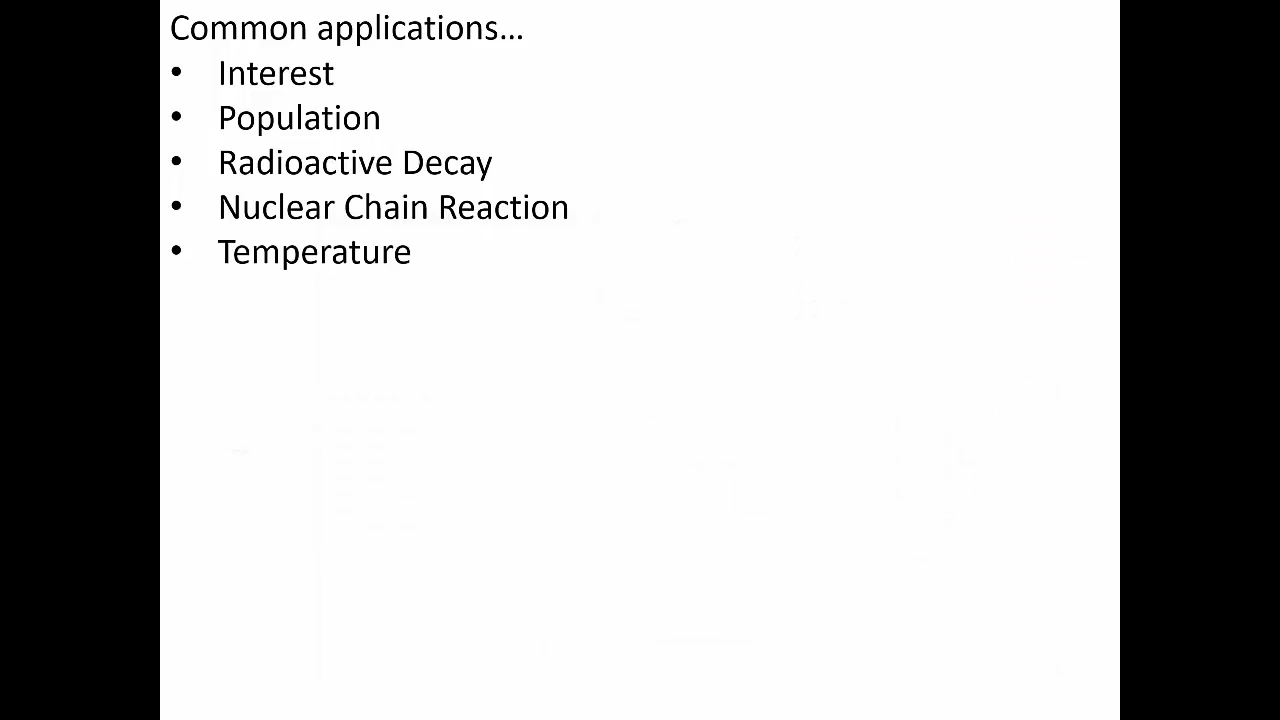 Common applications…
• Interest
• Population
• Radioactive Decay
• Nuclear Chain Reaction
• Temperature